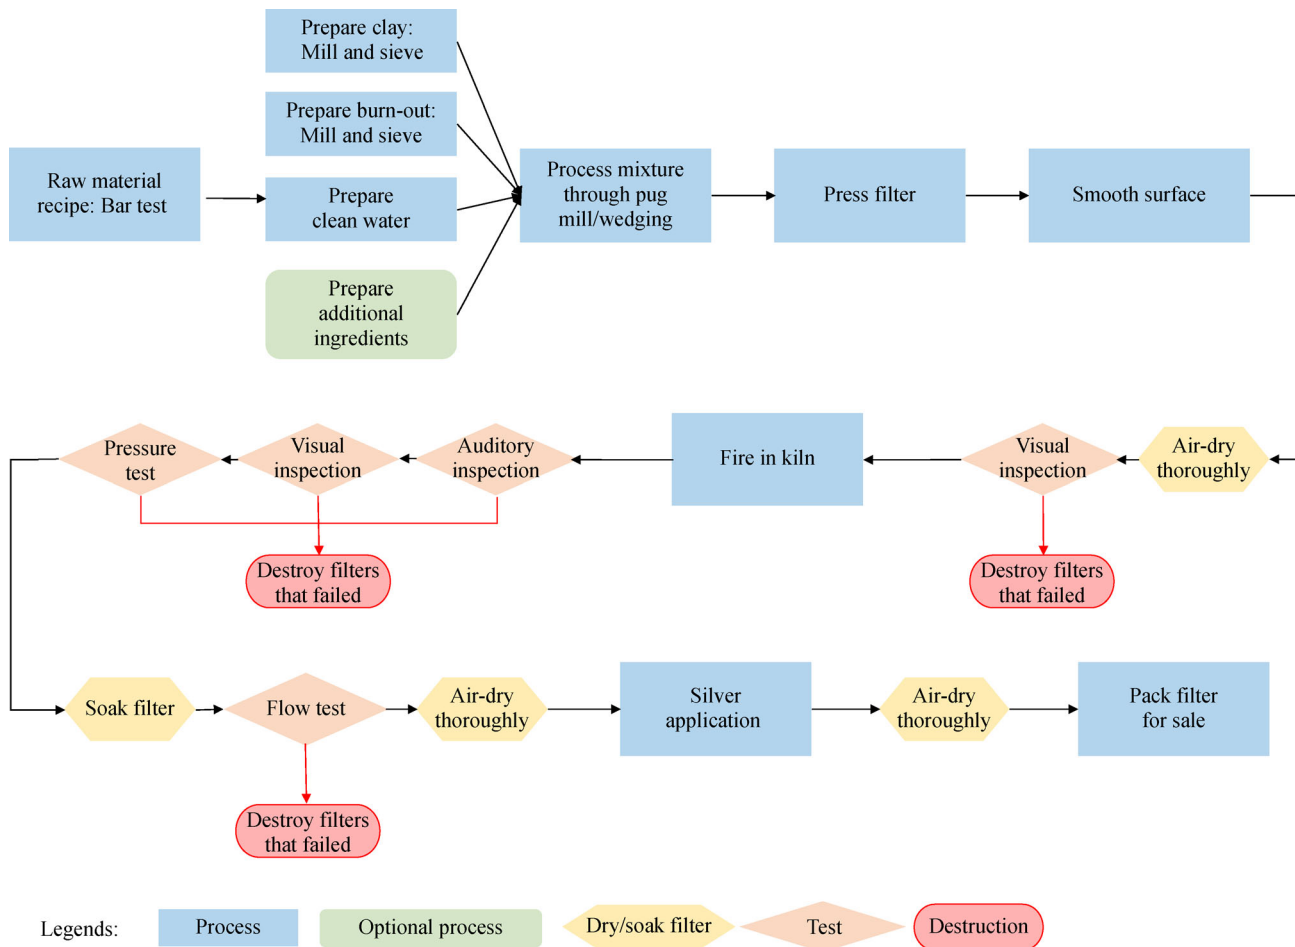 Prepare clay:
Mill and sieve
Prepare burn-out:
Mill and sieve
Raw material
recipe: Bar test
Prepare
clean water
Process mixture
through pug
mill/wedging
Press filter
Smooth surface
Prepare
additional
ingredients
Pressure
test
Visual
inspection
Auditory
inspection
Fire in kiln
Visual
inspection
Air-dry
thoroughly
Destroy filters
that failed
Destroy filters
that failed
Soak filter
Flow test
Air-dry
thoroughly
Silver
application
Air-dry
thoroughly
Pack filter
for sale
Destroy filters
that failed
Legends:
Process
Optional process
Dry/soak filter
Test
Destruction